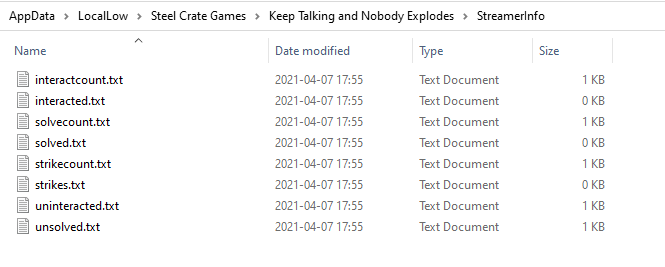 AppData > LocalLow > Steel Crate Games > Keep Talking and Nobody Explodes > StreamerInfo
Name Date modified Type Size
interactcount.txt 2021-04-07 17:55 Text Document 1 KB
interacted.txt 2021-04-07 17:55 Text Document 0 KB
solvecount.txt 2021-04-07 17:55 Text Document 1 KB
solved.txt 2021-04-07 17:55 Text Document 0 KB
strikecount.txt 2021-04-07 17:55 Text Document 1 KB
strikes.txt 2021-04-07 17:55 Text Document 0 KB
uninteracted.txt 2021-04-07 17:55 Text Document 1 KB
unsolved.txt 2021-04-07 17:55 Text Document 1 KB